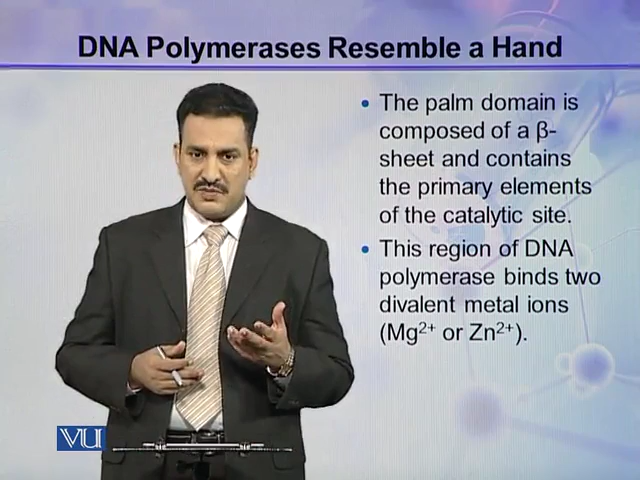 DNA Polymerases Resemble a Hand
• The palm domain is
composed of a β-
sheet and contains
the primary elements
of the catalytic site.
• This region of DNA
polymerase binds two
divalent metal ions
(Mg²⁺ or Zn²⁺).
VU